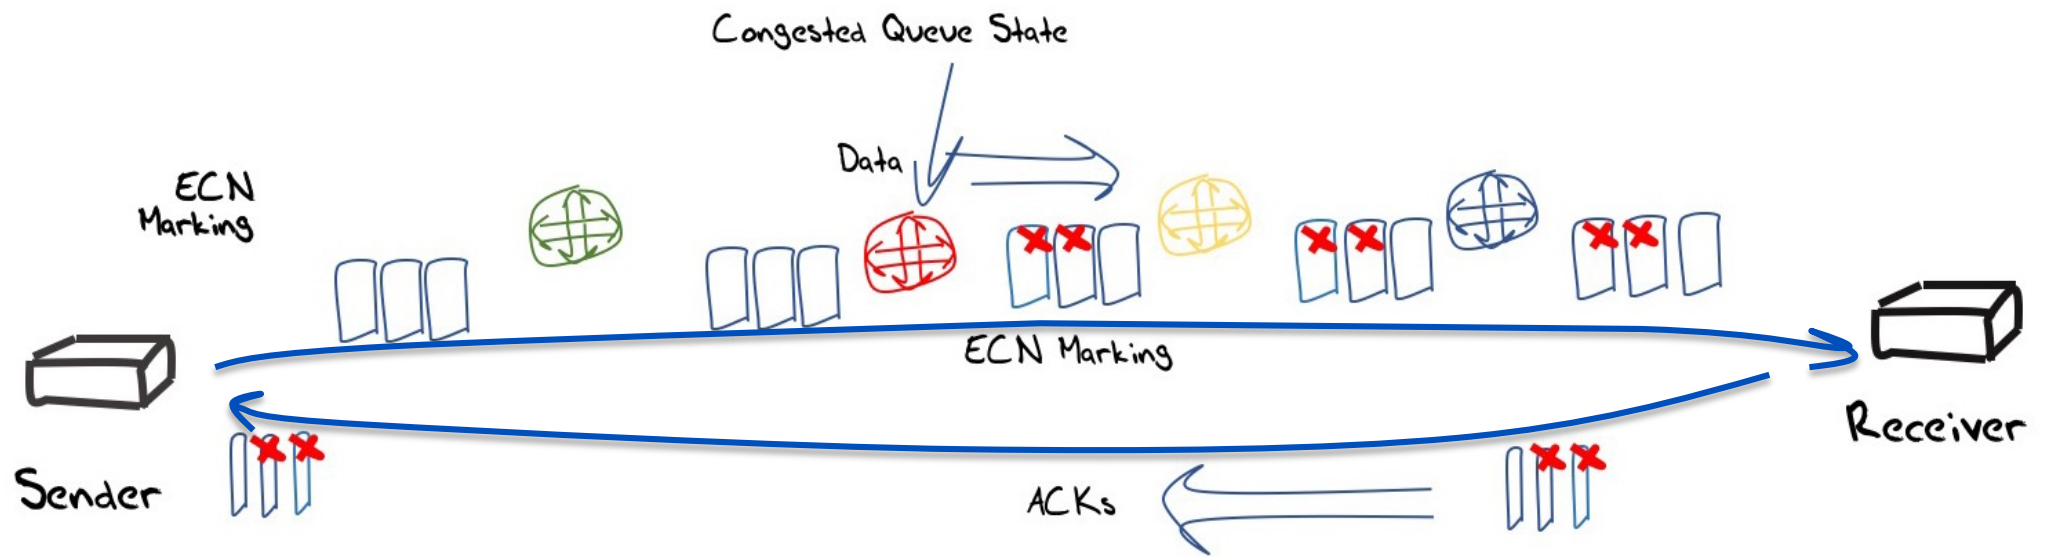 Congested Queue State
Data
ECN
Marking
ECN Marking
Receiver
Sender
ACKs